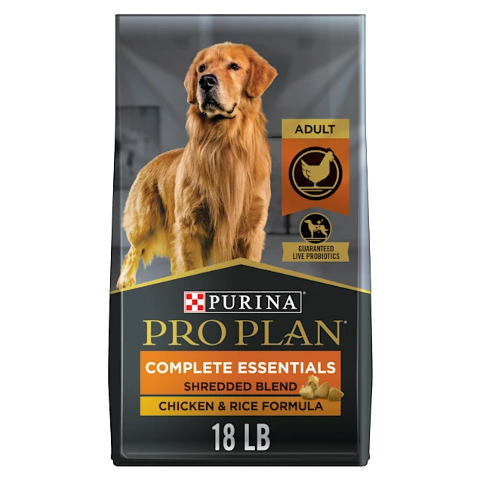 ADULT
GUARANTEED
LIVE PROBIOTICS
PURINA
PRO PLAN
COMPLETE ESSENTIALS
SHREDDED BLEND
CHICKEN & RICE FORMULA
18 LB